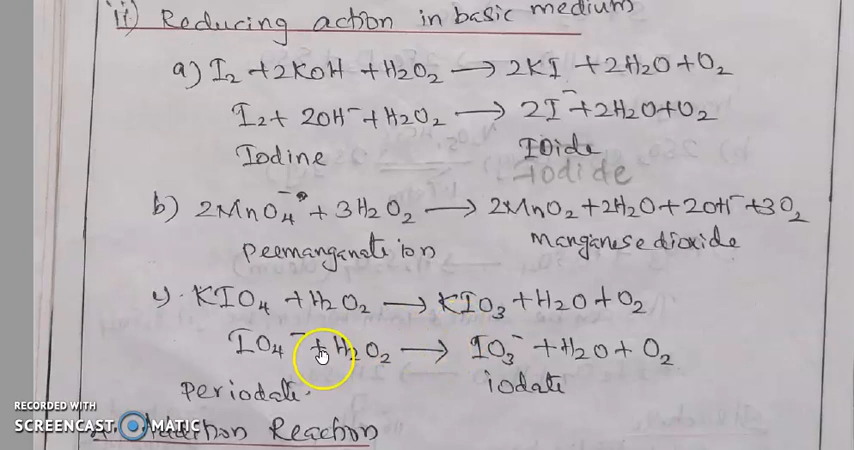 ii) Reducing action in basic medium
a) I₂ + 2KOH + H₂O₂ → 2KI + 2H₂O + O₂
I₂ + 2OH⁻ + H₂O₂ → 2I⁻ + 2H₂O + O₂
Iodine IOide
Iodide
b) 2MnO₄⁻ + 3H₂O₂ → 2MnO₂ + 2H₂O + 2OH⁻ + 3O₂
Peemanganate ion Manganese dioxide
c) KIO₄ + H₂O₂ → KIO₃ + H₂O + O₂
IO₄⁻ + H₂O₂ → IO₃⁻ + H₂O + O₂
Periodate. iodate
RECORDED WITH
SCREENCAST MATIC
Addition Reaction